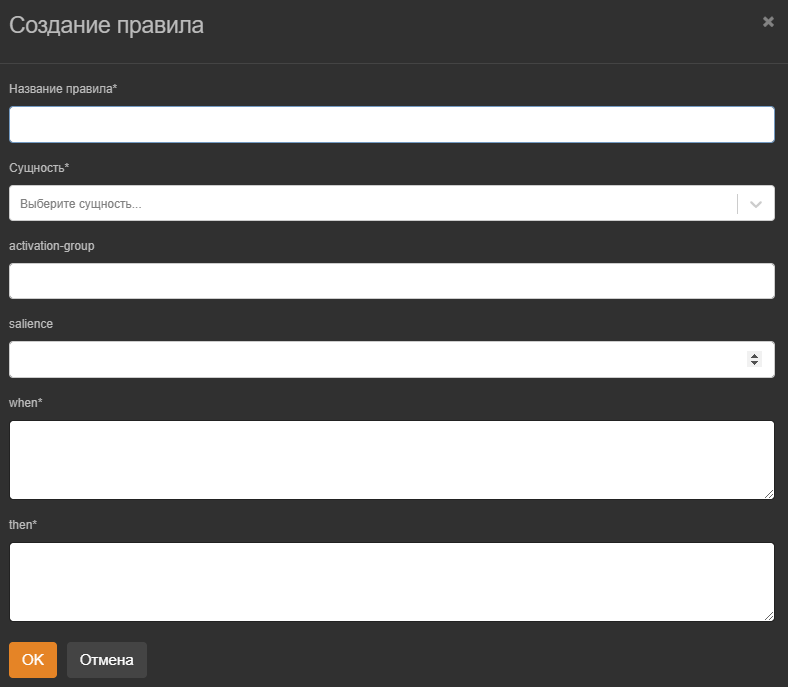 Создание правила
Название правила*
Сущность*
Выберите сущность...
activation-group
salience
when*
then*
OK
Отмена